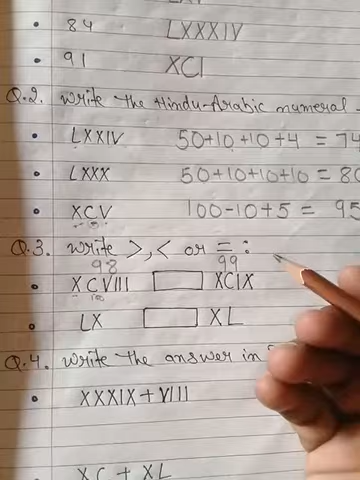 • 84 LXXXIV
• 91 XCI
Q.2. Write the Hindu-Arabic numeral
• LXXIV 50+10+10+4 = 74
• LXXX 50+10+10+10 = 80
• XCV 100-10+5 = 95
Q.3. Write >, < or = :
98 99
• XCVIII XCIX
100
• LX XL
Q.4. Write the answer in
• XXXIX + VIII
XC + XL